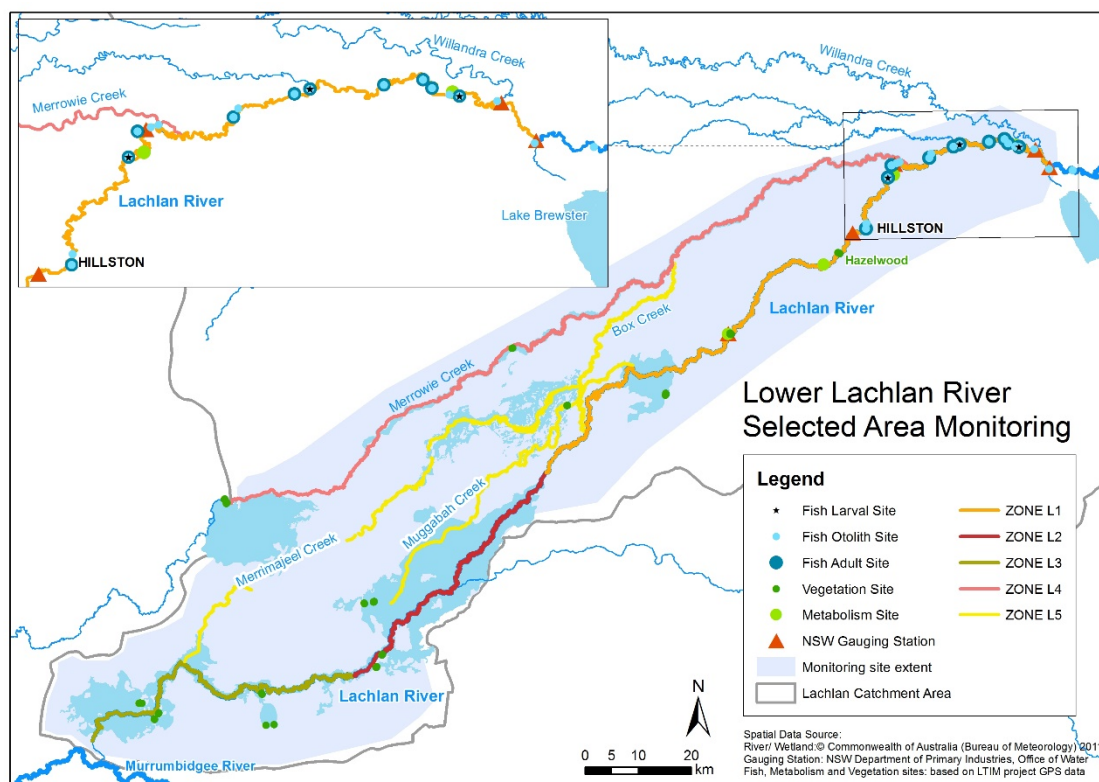 Willandra Creek
Merrowie Creek
Lachlan River
Lake Brewster
HILLSTON
Willandra Creek
HILLSTON
Hazelwood
Lachlan River
Box Creek
Merrowie Creek
Muggabah Creek
Merrimajeel Creek
Lachlan River
Murrumbidgee River
Lower Lachlan River
Selected Area Monitoring
Legend
Fish Larval Site
Fish Otolith Site
Fish Adult Site
Vegetation Site
Metabolism Site
NSW Gauging Station
Monitoring site extent
Lachlan Catchment Area
ZONE L1
ZONE L2
ZONE L3
ZONE L4
ZONE L5
N
0 5 10 20
km
Spatial Data Source:
River/ Wetland:© Commonwealth of Australia (Bureau of Meteorology) 201
Gauging Station: NSW Department of Primary Industries, Office of Water
Fish, Metabolism and Vegetation sites: based on LTIM project GPS data